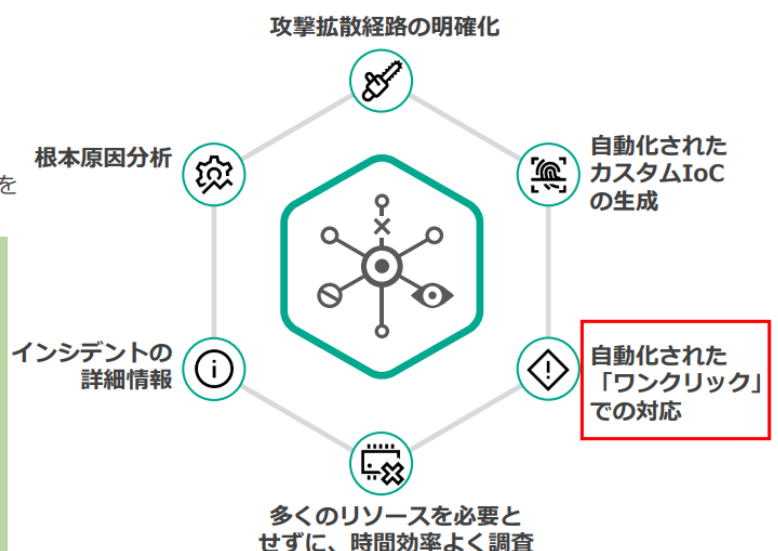 攻撃拡散経路の明確化
根本原因分析
を
自動化された
カスタムIoC
の生成
インシデントの
詳細情報
自動化された
「ワンクリック」
での対応
多くのリソースを必要と
せずに、時間効率よく調査